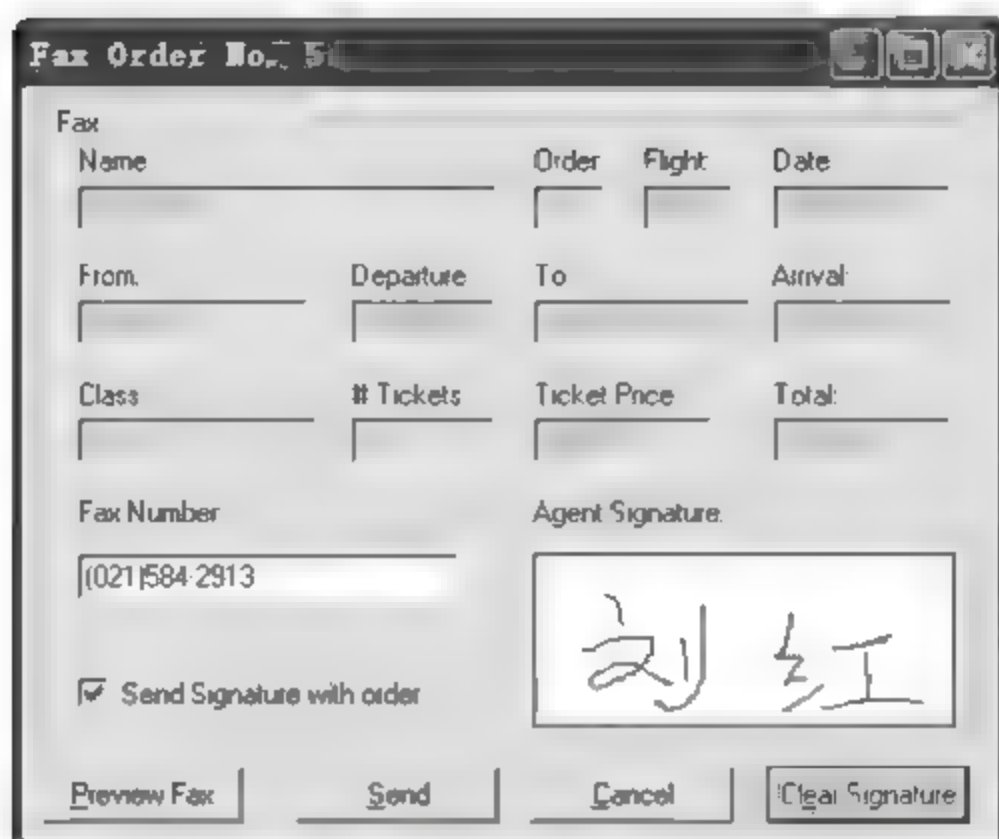 Fax Order No. 5
Fax
Name Order Flight Date
From: Departure To Arrival:
Class # Tickets Ticket Price Total:
Fax Number Agent Signature:
(021)584-2913
刘 红
Send Signature with order
Preview Fax Send Cancel Clear Signature